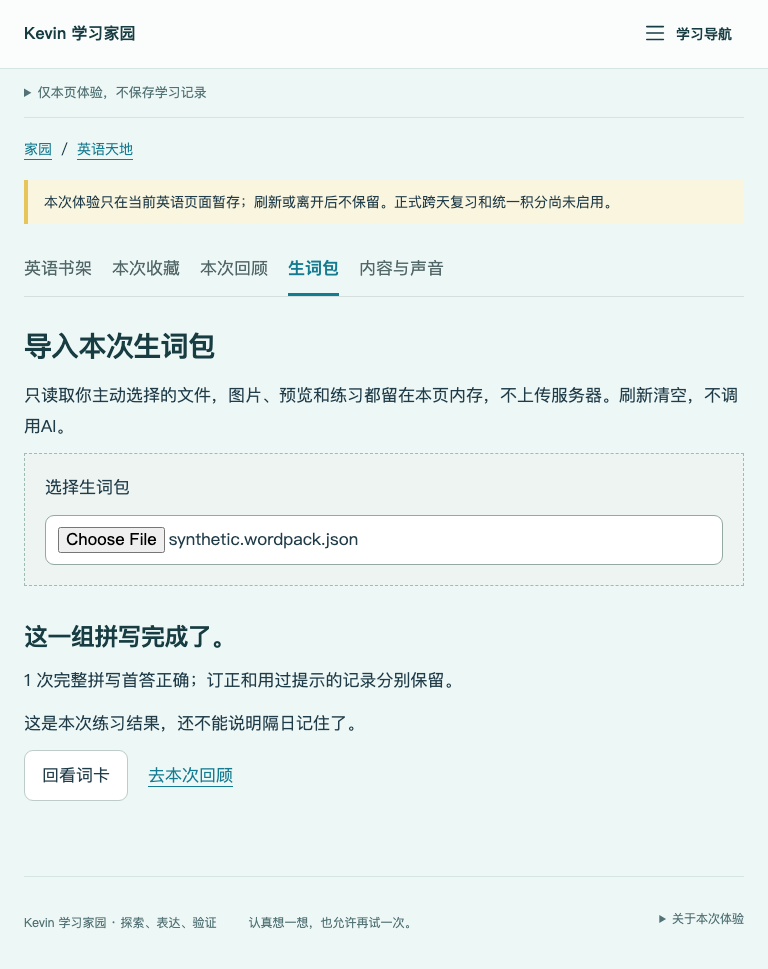 Kevin 学习家园
学习导航
仅本页体验，不保存学习记录
家园 / 英语天地
本次体验只在当前英语页面暂存；刷新或离开后不保留。正式跨天复习和统一积分尚未启用。
英语书架 本次收藏 本次回顾 生词包 内容与声音
导入本次生词包
只读取你主动选择的文件，图片、预览和练习都留在本页内存，不上传服务器。刷新清空，不调
用AI。
选择生词包
Choose File synthetic.wordpack.json
这一组拼写完成了。
1 次完整拼写首答正确；订正和用过提示的记录分别保留。
这是本次练习结果，还不能说明隔日记住了。
回看词卡 去本次回顾
Kevin 学习家园 · 探索、表达、验证 认真想一想，也允许再试一次。
关于本次体验